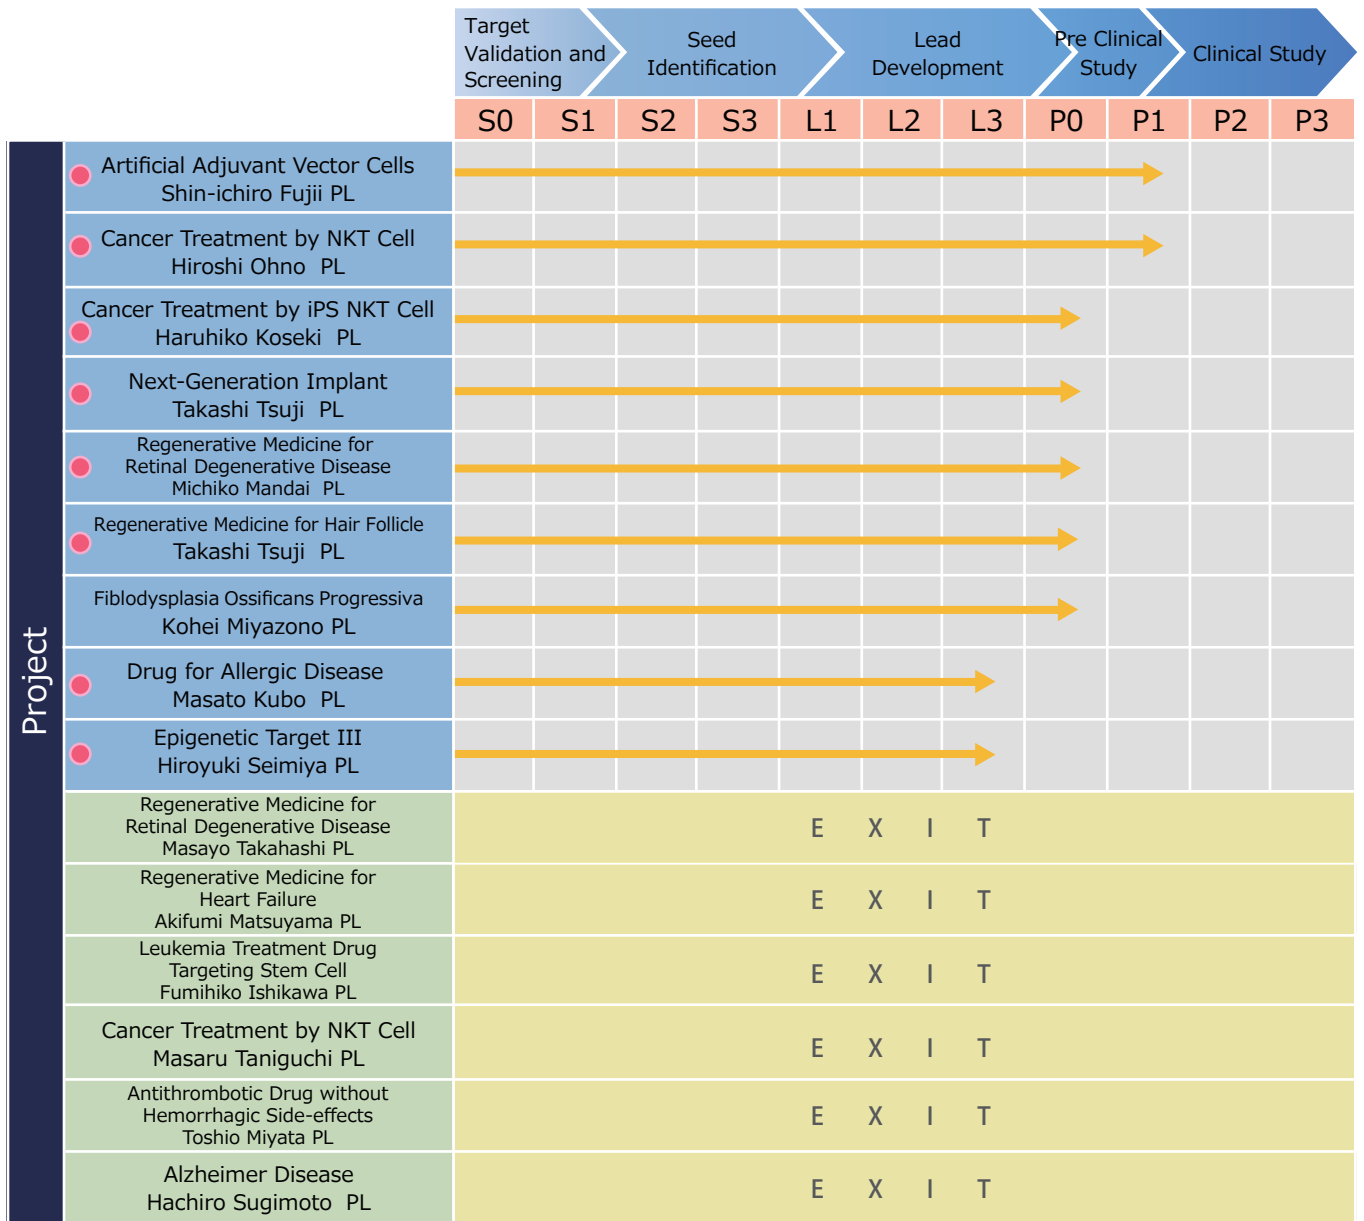 Target
Validation and
Screening
Seed
Identification
Lead
Development
Pre Clinical
Study
Clinical Study
S0 S1 S2 S3 L1 L2 L3 P0 P1 P2 P3
Project
Artificial Adjuvant Vector Cells
Shin-ichiro Fujii PL
Cancer Treatment by NKT Cell
Hiroshi Ohno PL
Cancer Treatment by iPS NKT Cell
Haruhiko Koseki PL
Next-Generation Implant
Takashi Tsuji PL
Regenerative Medicine for
Retinal Degenerative Disease
Michiko Mandai PL
Regenerative Medicine for Hair Follicle
Takashi Tsuji PL
Fiblodysplasia Ossificans Progressiva
Kohei Miyazono PL
Drug for Allergic Disease
Masato Kubo PL
Epigenetic Target III
Hiroyuki Seimiya PL
Regenerative Medicine for
Retinal Degenerative Disease
Masayo Takahashi PL
E X I T
Regenerative Medicine for
Heart Failure
Akifumi Matsuyama PL
E X I T
Leukemia Treatment Drug
Targeting Stem Cell
Fumihiko Ishikawa PL
E X I T
Cancer Treatment by NKT Cell
Masaru Taniguchi PL
E X I T
Antithrombotic Drug without
Hemorrhagic Side-effects
Toshio Miyata PL
E X I T
Alzheimer Disease
Hachiro Sugimoto PL
E X I T